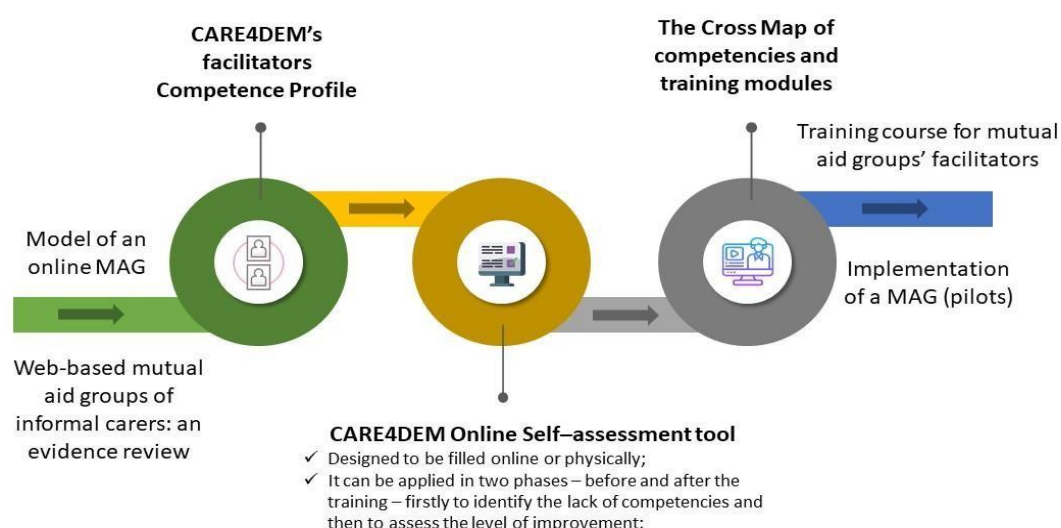 CARE4DEM’s
facilitators
Competence Profile
The Cross Map of
competencies and
training modules
Training course for mutual
aid groups’ facilitators
Model of an
online MAG
Implementation
of a MAG (pilots)
Web-based mutual
aid groups of
informal carers: an
evidence review
CARE4DEM Online Self–assessment tool
✓ Designed to be filled online or physically;
✓ It can be applied in two phases – before and after the
training – firstly to identify the lack of competencies and
then to assess the level of improvement;